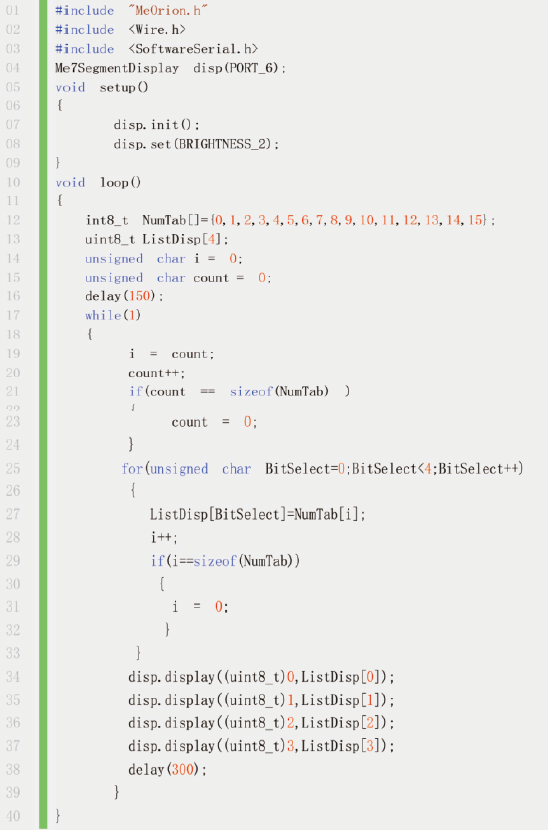 01 #include "MeOrion.h"
02 #include <Wire.h>
03 #include <SoftwareSerial.h>
04 Me7SegmentDisplay disp(PORT_6);
05 void setup()
06 {
07 disp.init();
08 disp.set(BRIGHTNESS_2);
09 }
10 void loop()
11 {
12 int8_t NumTab[]={0,1,2,3,4,5,6,7,8,9,10,11,12,13,14,15};
13 uint8_t ListDisp[4];
14 unsigned char i = 0;
15 unsigned char count = 0;
16 delay(150);
17 while(1)
18 {
19 i = count;
20 count++;
21 if(count == sizeof(NumTab) )
22 {
23 count = 0;
24 }
25 for(unsigned char BitSelect=0;BitSelect<4;BitSelect++)
26 {
27 ListDisp[BitSelect]=NumTab[i];
28 i++;
29 if(i==sizeof(NumTab))
30 {
31 i = 0;
32 }
33 }
34 disp.display((uint8_t)0,ListDisp[0]);
35 disp.display((uint8_t)1,ListDisp[1]);
36 disp.display((uint8_t)2,ListDisp[2]);
37 disp.display((uint8_t)3,ListDisp[3]);
38 delay(300);
39 }
40 }